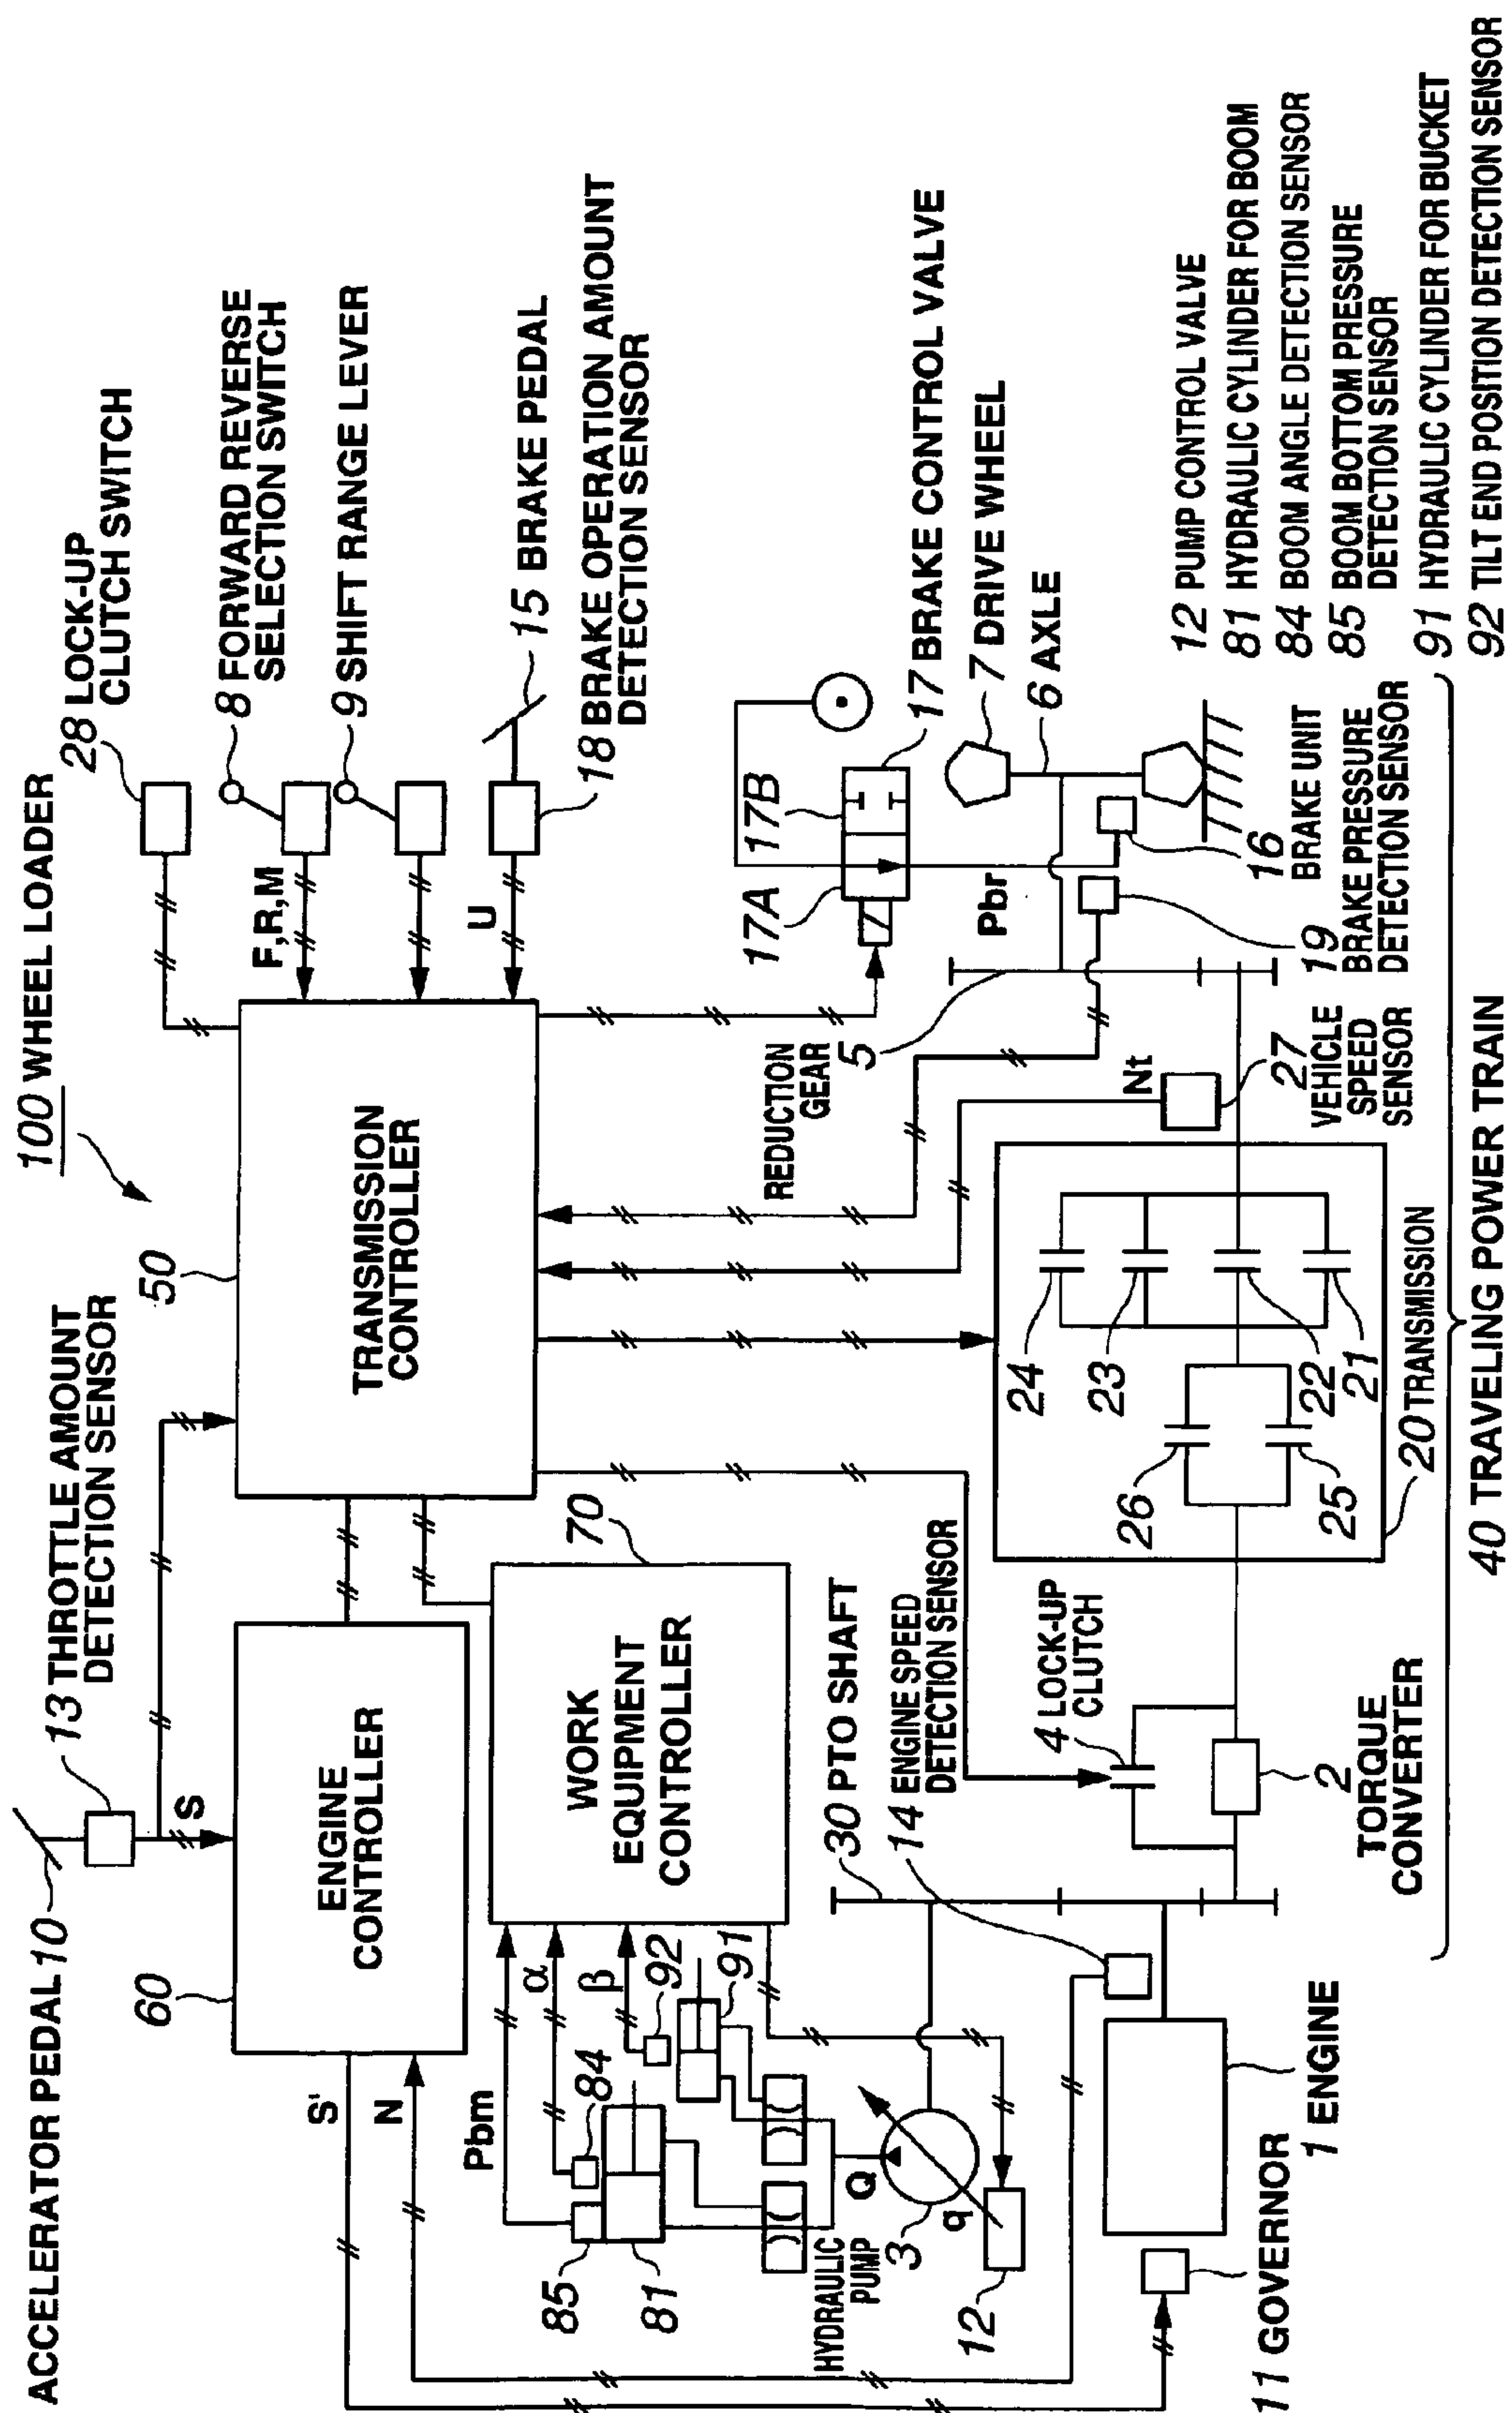 100 WHEEL LOADER
ACCELERATOR PEDAL 10
13 THROTTLE AMOUNT
DETECTION SENSOR
28 LOCK-UP
CLUTCH SWITCH
8 FORWARD REVERSE
SELECTION SWITCH
9 SHIFT RANGE LEVER
15 BRAKE PEDAL
18 BRAKE OPERATION AMOUNT
DETECTION SENSOR
F,R,M
U
S
60
ENGINE
CONTROLLER
50
TRANSMISSION
CONTROLLER
S'
N
70
WORK
EQUIPMENT
CONTROLLER
Pbm
α
β
84
92
91
85
81
HYDRAULIC
PUMP
3
Q
q
12
30 PTO SHAFT
14 ENGINE SPEED
DETECTION SENSOR
4 LOCK-UP
CLUTCH
2
TORQUE
CONVERTER
11 GOVERNOR
1 ENGINE
REDUCTION
GEAR
5
17A
17B
17 BRAKE CONTROL VALVE
7 DRIVE WHEEL
6 AXLE
Pbr
16
BRAKE UNIT
19
BRAKE PRESSURE
DETECTION SENSOR
Nt
27
VEHICLE
SPEED
SENSOR
24
23
22
21
26
25
20 TRANSMISSION
40 TRAVELING POWER TRAIN
12 PUMP CONTROL VALVE
81 HYDRAULIC CYLINDER FOR BOOM
84 BOOM ANGLE DETECTION SENSOR
85 BOOM BOTTOM PRESSURE
DETECTION SENSOR
91 HYDRAULIC CYLINDER FOR BUCKET
92 TILT END POSITION DETECTION SENSOR